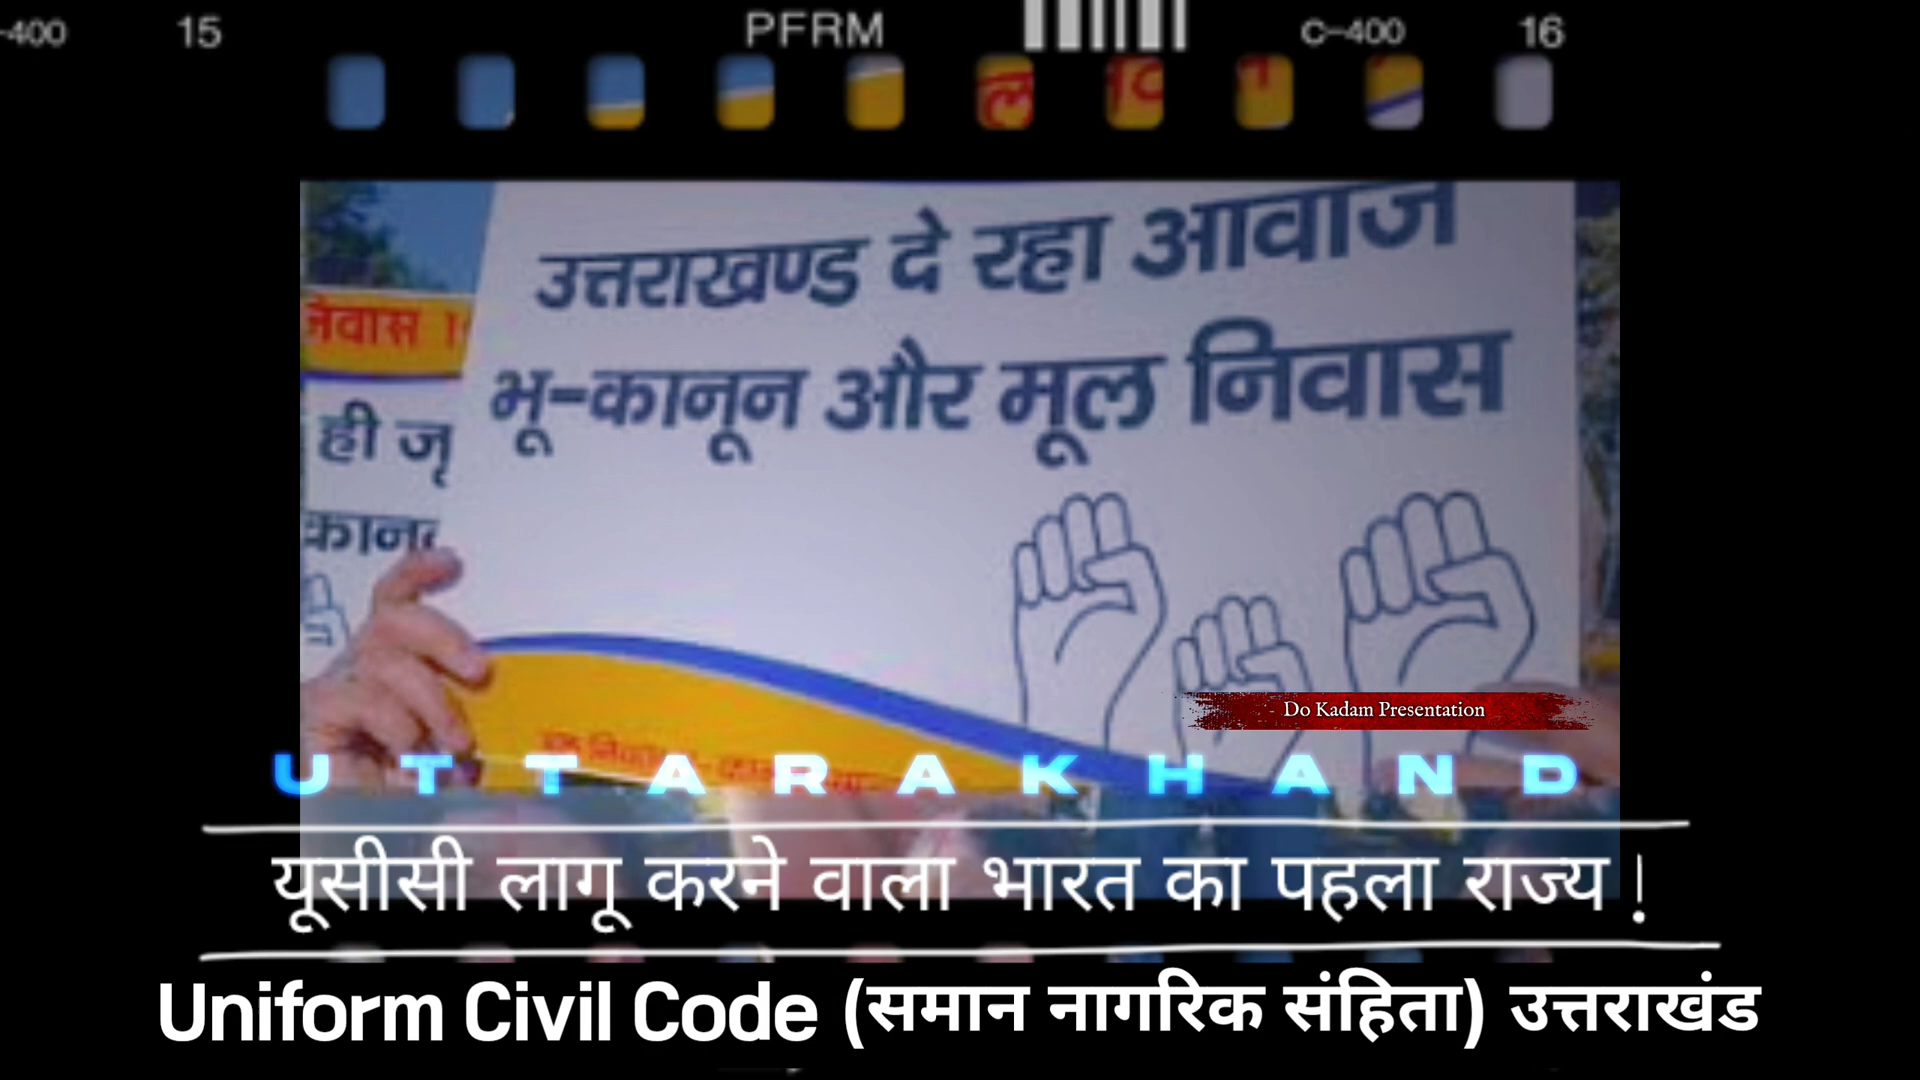 -400 15 PFRM C-400 16
उत्तराखण्ड दे रहा आवाज
भू-कानून और मूल निवास
निवास
ही
Do Kadam Presentation
UTTARAKHAND
यूसीसी लागू करने वाला भारत का पहला राज्य !
Uniform Civil Code (समान नागरिक संहिता) उत्तराखंड